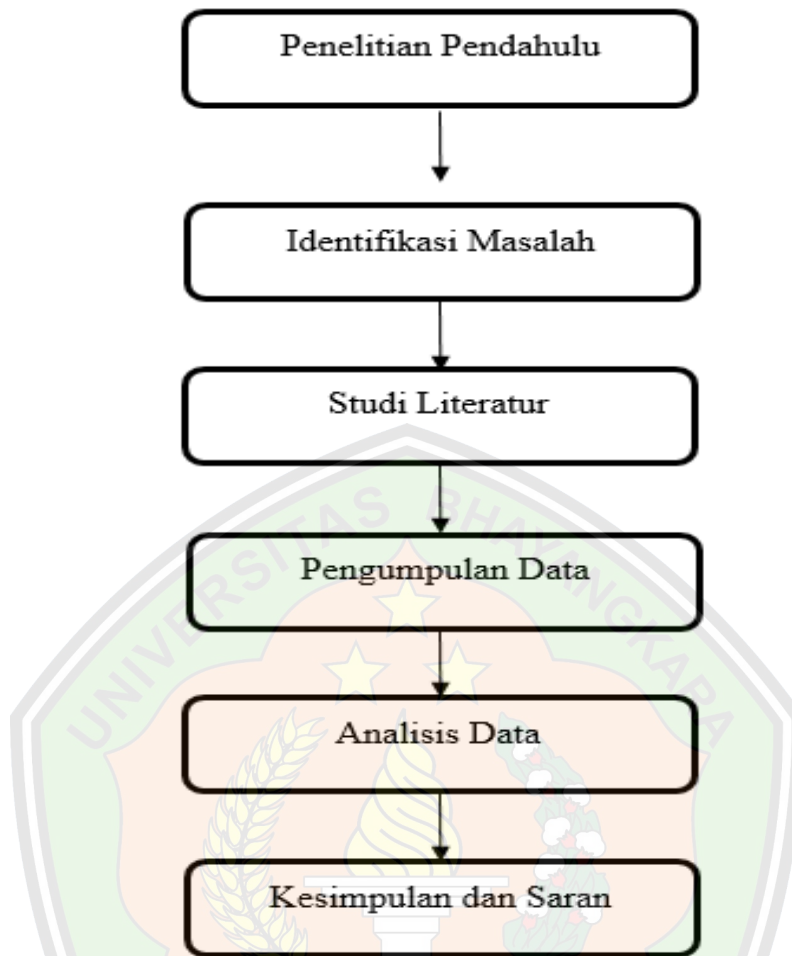 Penelitian Pendahulu
Identifikasi Masalah
Studi Literatur
UNIVERSITAS BHAYANGKARA
Pengumpulan Data
Analisis Data
Kesimpulan dan Saran